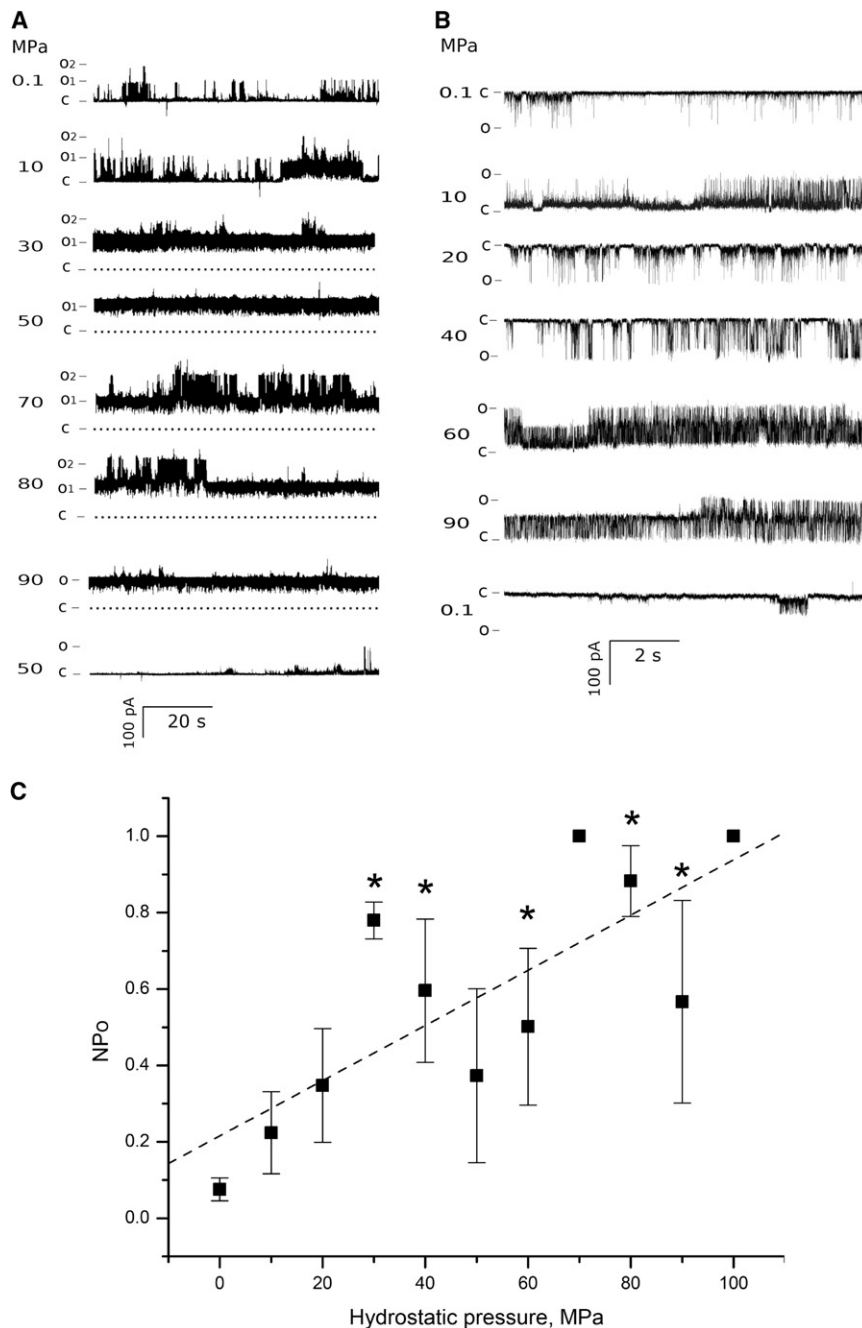 A
MPa
0.1
O2
O1
C
10
O2
O1
C
30
O2
O1
C
50
O1
C
70
O2
O1
C
80
O2
O1
C
90
O
C
50
O
C
100 pA
20 s
B
MPa
0.1
C
O
10
O
C
20
C
O
40
C
O
60
O
C
90
O
C
0.1
C
O
100 pA
2 s
C
NPo
1.0
0.8
0.6
0.4
0.2
0.0
* * * * *
0 20 40 60 80 100
Hydrostatic pressure, MPa